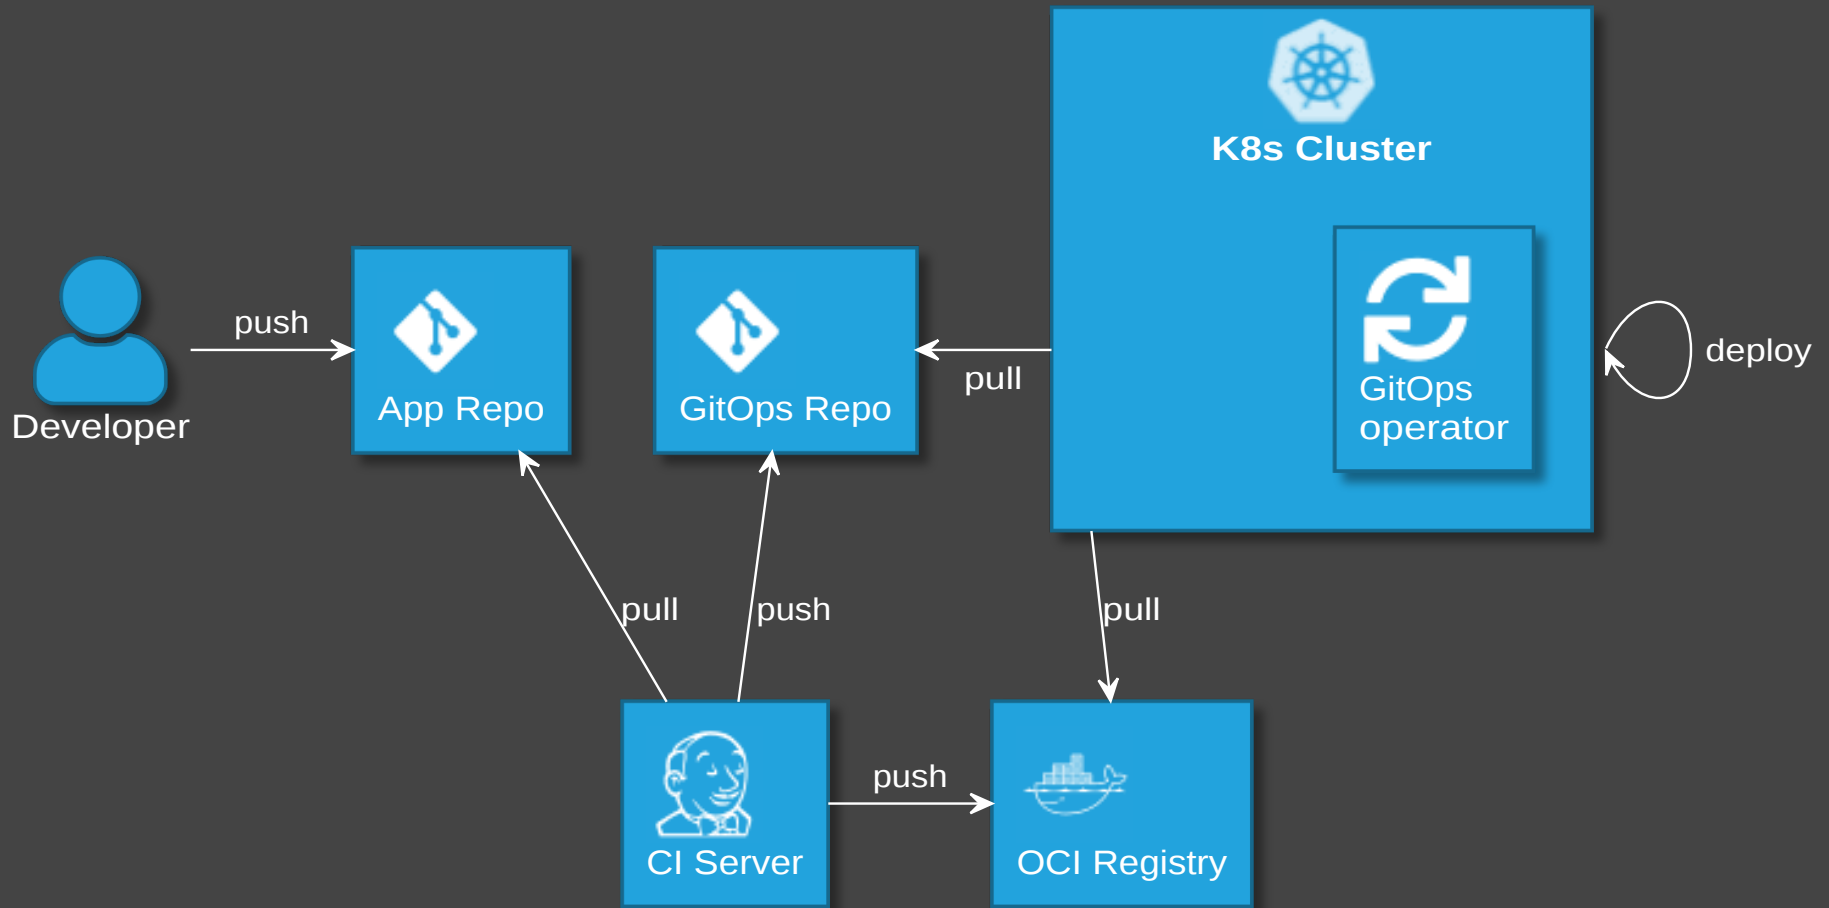 K8s Cluster
push
App Repo
GitOps Repo
pull
GitOps
operator
deploy
Developer
pull
push
pull
push
CI Server
OCI Registry